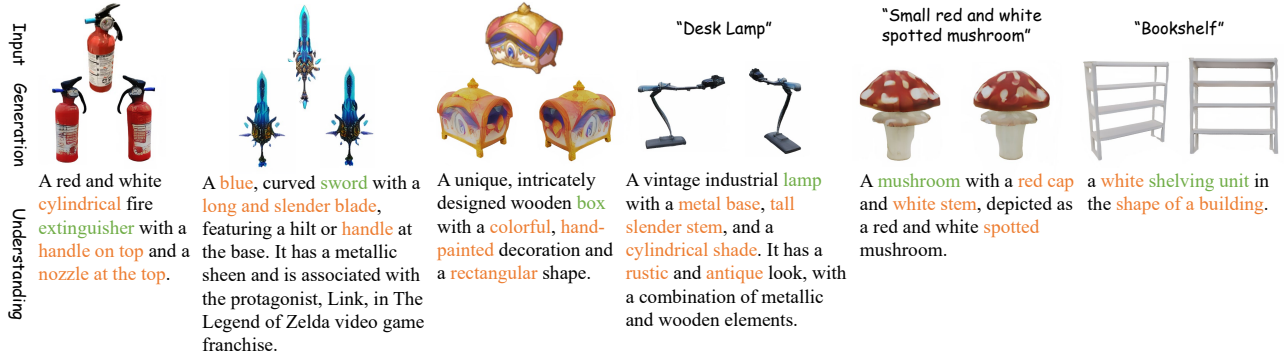 Input
Generation
Understanding
“Desk Lamp”
“Small red and white
spotted mushroom”
“Bookshelf”
A red and white
cylindrical fire
extinguisher with a
handle on top and a
nozzle at the top.
A blue, curved sword with a
long and slender blade,
featuring a hilt or handle at
the base. It has a metallic
sheen and is associated with
the protagonist, Link, in The
Legend of Zelda video game
franchise.
A unique, intricately
designed wooden box
with a colorful, hand-
painted decoration and
a rectangular shape.
A vintage industrial lamp
with a metal base, tall
slender stem, and a
cylindrical shade. It has a
rustic and antique look, with
a combination of metallic
and wooden elements.
A mushroom with a red cap
and white stem, depicted as
a red and white spotted
mushroom.
a white shelving unit in
the shape of a building.